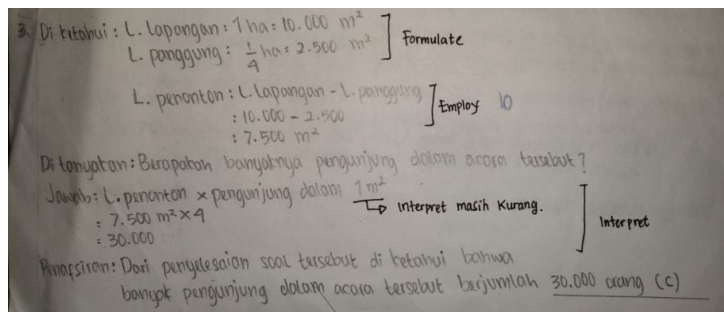 3. Di ketahui : L. lapangan : 1 ha = 10.000 m²
L. panggung : 1/4 ha = 2.500 m² ] Formulate
L. penonton : L. lapangan - L. panggung
: 10.000 - 2.500 ] Employ 10
: 7.500 m²
Di tanyakan : Berapakah banyaknya pengunjung dalam acara tersebut ?
Jawab : L. penonton × pengunjung dalam 1 m²
→ Interpret masih kurang.
= 7.500 m² × 4
: 30.000 ] Interpret
Penafsiran : Dari penyelesaian soal tersebut di ketahui bahwa
banyak pengunjung dalam acara tersebut berjumlah 30.000 orang (c)